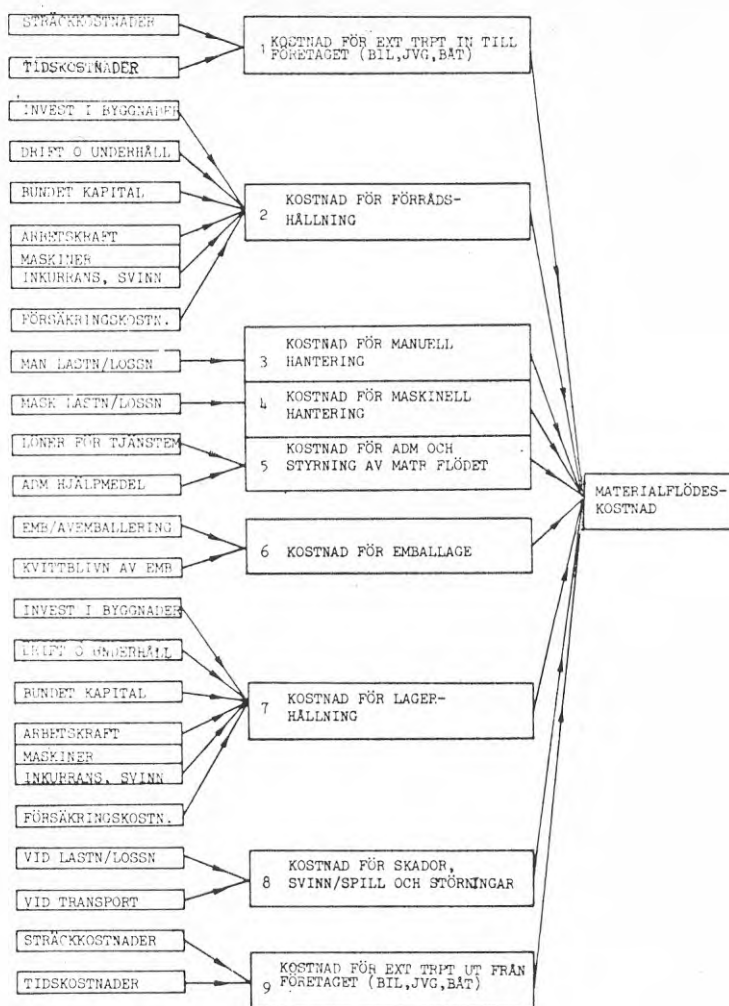 STRÄCKKOSTNADER
TIDSKOSTNADER
1 KOSTNAD FÖR EXT TRPT IN TILL
FÖRETAGET (BIL,JVG,BÅT)
INVEST I BYGGNADER
DRIFT O UNDERHÅLL
BUNDET KAPITAL
ARBETSKRAFT
MASKINER
INKURRANS, SVINN
FÖRSÄKRINGSKOSTN.
2 KOSTNAD FÖR FÖRRÅDS-
HÅLLNING
MAN LASTN/LOSSN
3 KOSTNAD FÖR MANUELL
HANTERING
MASK LASTN/LOSSN
4 KOSTNAD FÖR MASKINELL
HANTERING
LÖNER FÖR TJÄNSTEM
ADM HJÄLPMEDEL
5 KOSTNAD FÖR ADM OCH
STYRNING AV MATR FLÖDET
EMB/AVEMBALLERING
KVITTBLIVN AV EMB
6 KOSTNAD FÖR EMBALLAGE
INVEST I BYGGNADER
DRIFT O UNDERHÅLL
BUNDET KAPITAL
ARBETSKRAFT
MASKINER
INKURRANS, SVINN
FÖRSÄKRINGSKOSTN.
7 KOSTNAD FÖR LAGER-
HÅLLNING
VID LASTN/LOSSN
VID TRANSPORT
8 KOSTNAD FÖR SKADOR,
SVINN/SPILL OCH STÖRNINGAR
STRÄCKKOSTNADER
TIDSKOSTNADER
9 KOSTNAD FÖR EXT TRPT UT FRÅN
FÖRETAGET (BIL,JVG,BÅT)
MATERIALFLÖDES-
KOSTNAD